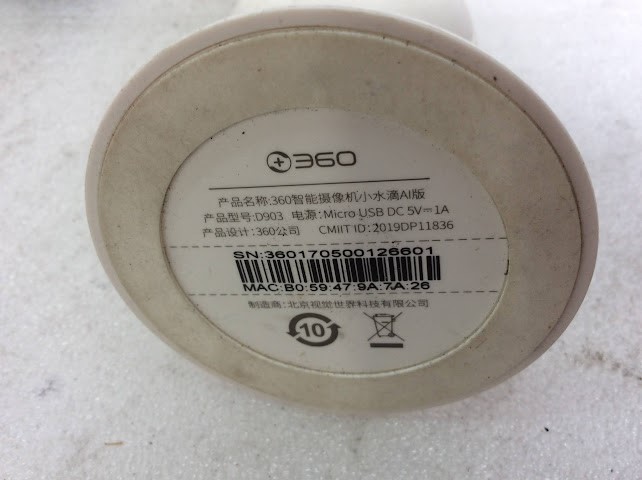 360
产品名称:360智能摄像机小水滴AI版
产品型号:D903 电源:Micro USB DC 5V⎓1A
产品设计:360公司 CMIIT ID:2019DP11836
SN:360170500126601
MAC:B0:59:47:9A:7A:26
制造商:北京视觉世界科技有限公司
10